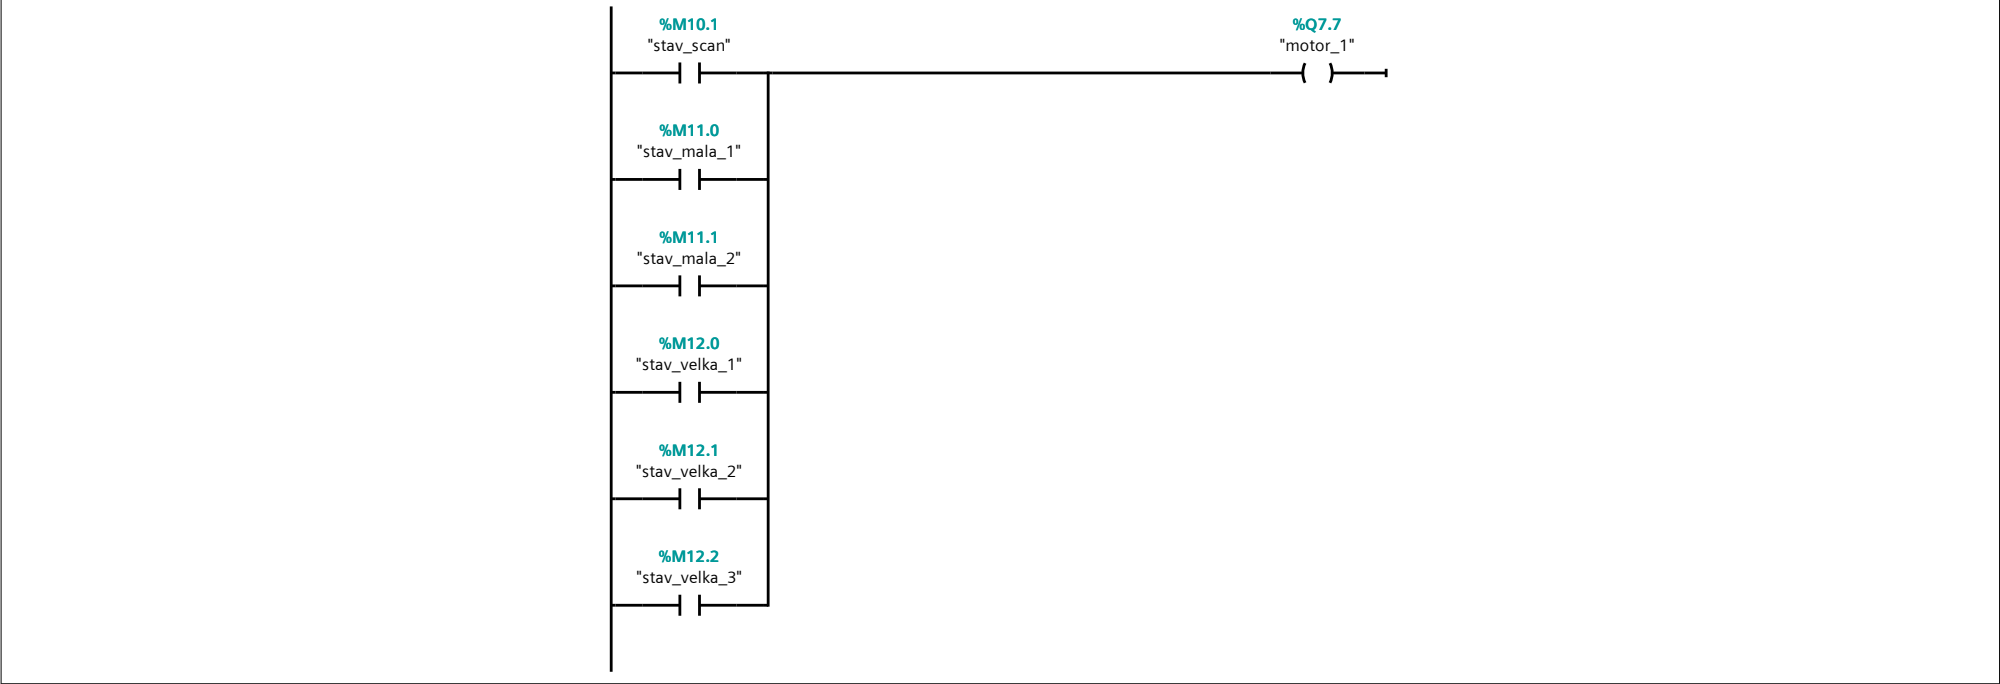 %M10.1
"stav_scan"
%Q7.7
"motor_1"
%M11.0
"stav_mala_1"
%M11.1
"stav_mala_2"
%M12.0
"stav_velka_1"
%M12.1
"stav_velka_2"
%M12.2
"stav_velka_3"